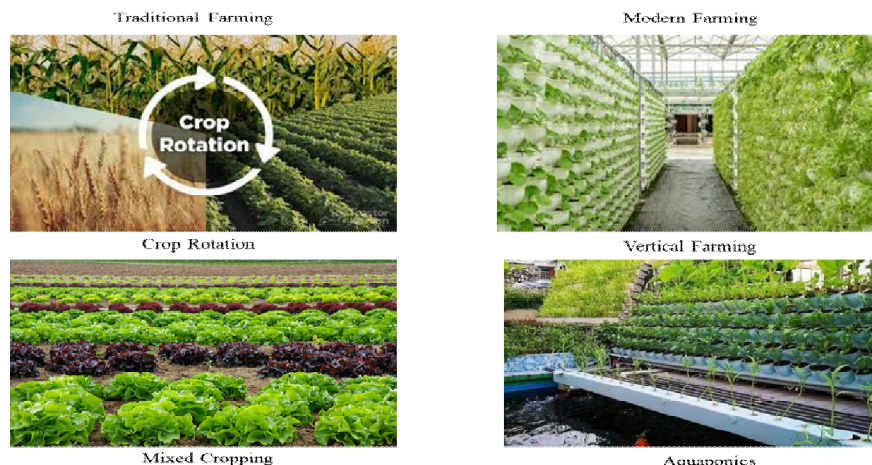 Traditional Farming
Modern Farming
Crop
Rotation
Crop Rotation
Vertical Farming
Mixed Cropping
Aquaponics